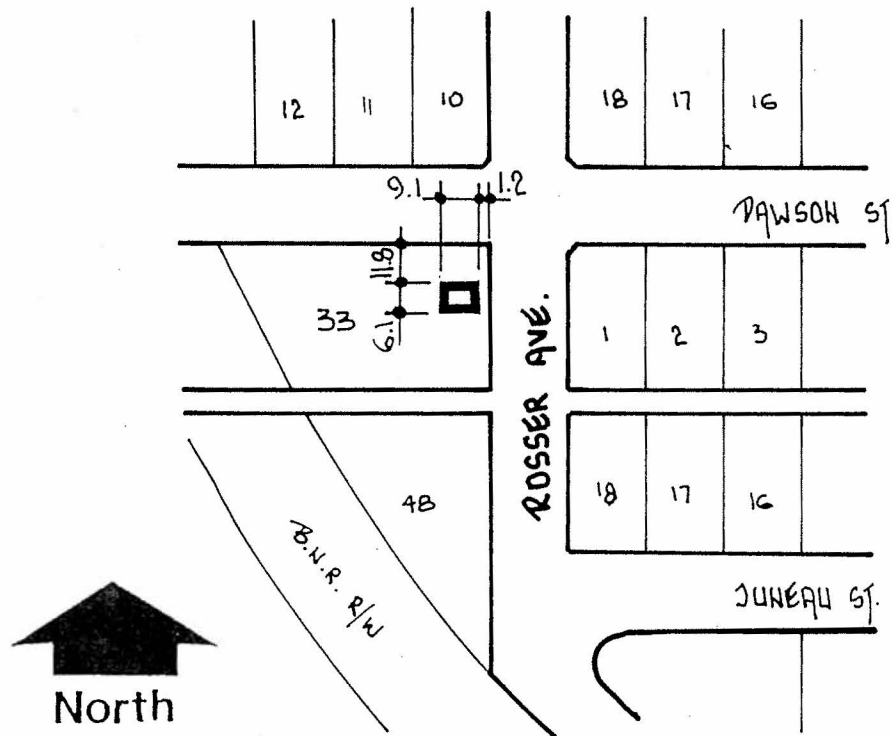 12 11 10 18 17 16
9.1 1.2
DAWSON ST.
11.8
33
6.1
1 2 3
ROSSER AVE.
48
18 17 16
B.N.R. R/W
JUNEAU ST.
North